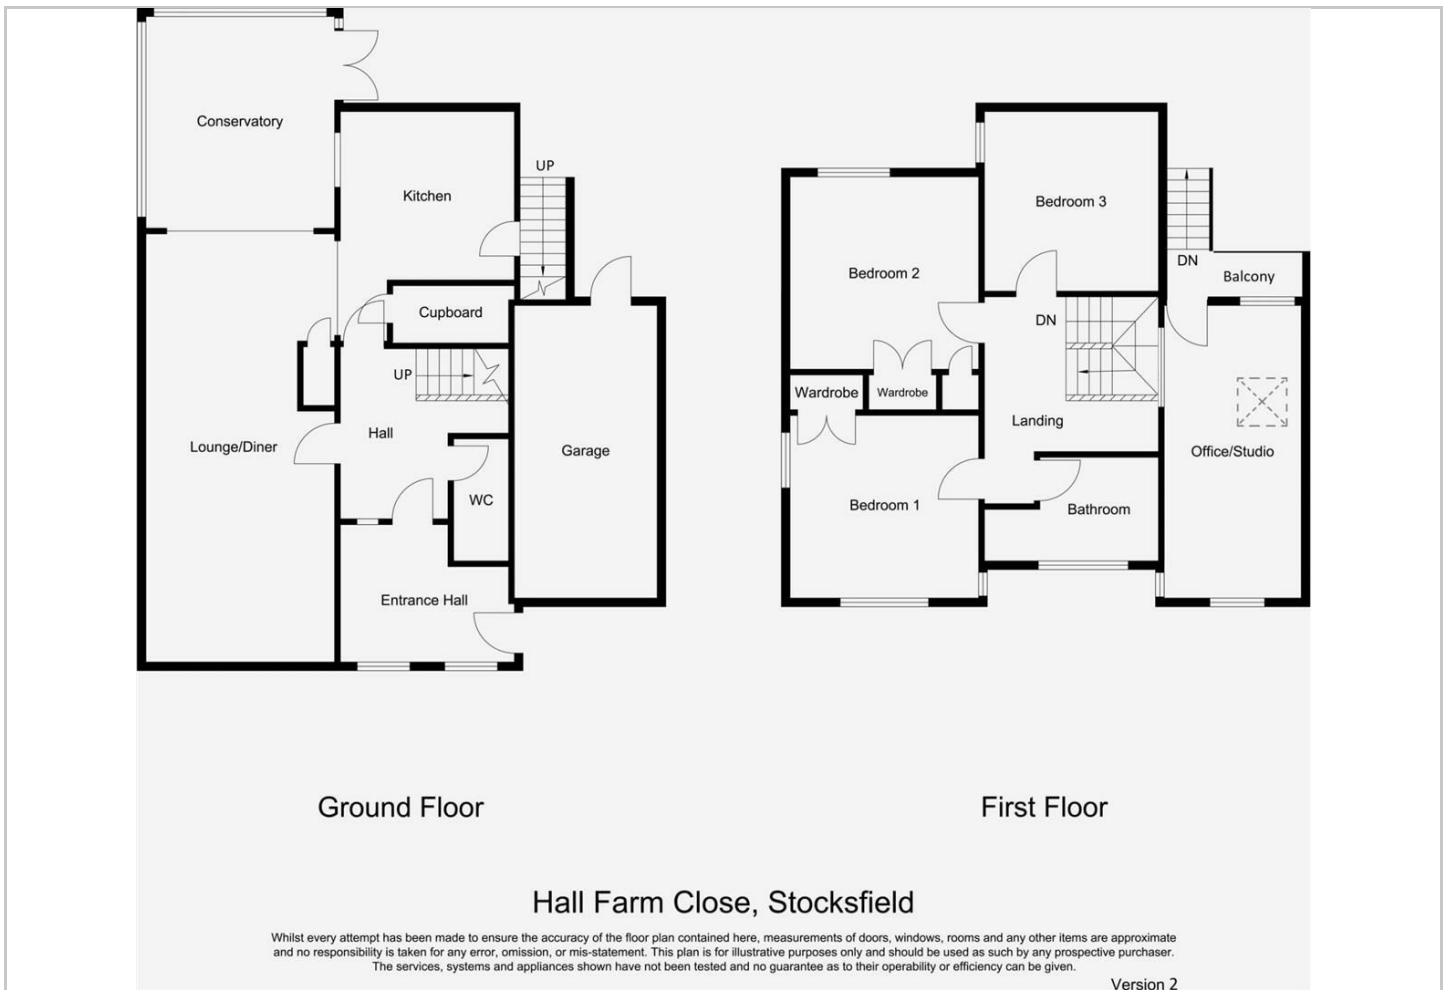 Conservatory
Kitchen
UP
Cupboard
UP
Hall
Lounge/Diner
WC
Garage
Entrance Hall
Bedroom 3
Bedroom 2
DN
Balcony
DN
Wardrobe
Wardrobe
Landing
Office/Studio
Bedroom 1
Bathroom
Ground Floor
First Floor
Hall Farm Close, Stocksfield
Whilst every attempt has been made to ensure the accuracy of the floor plan contained here, measurements of doors, windows, rooms and any other items are approximate
and no responsibility is taken for any error, omission, or mis-statement. This plan is for illustrative purposes only and should be used as such by any prospective purchaser.
The services, systems and appliances shown have not been tested and no guarantee as to their operability or efficiency can be given.
Version 2